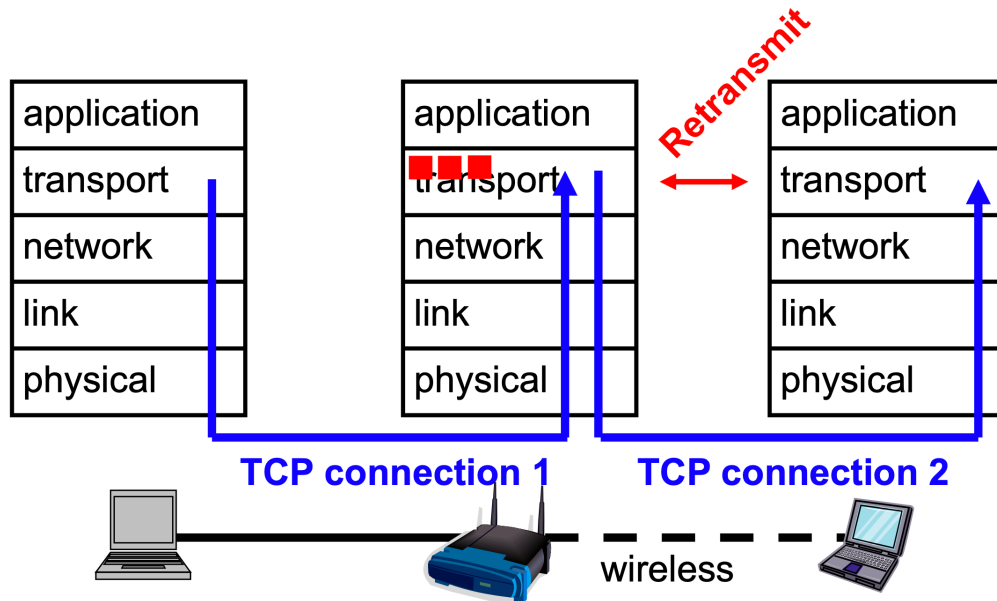 Retransmit
application
transport
network
link
physical
application
transport
network
link
physical
application
transport
network
link
physical
TCP connection 1
TCP connection 2
wireless